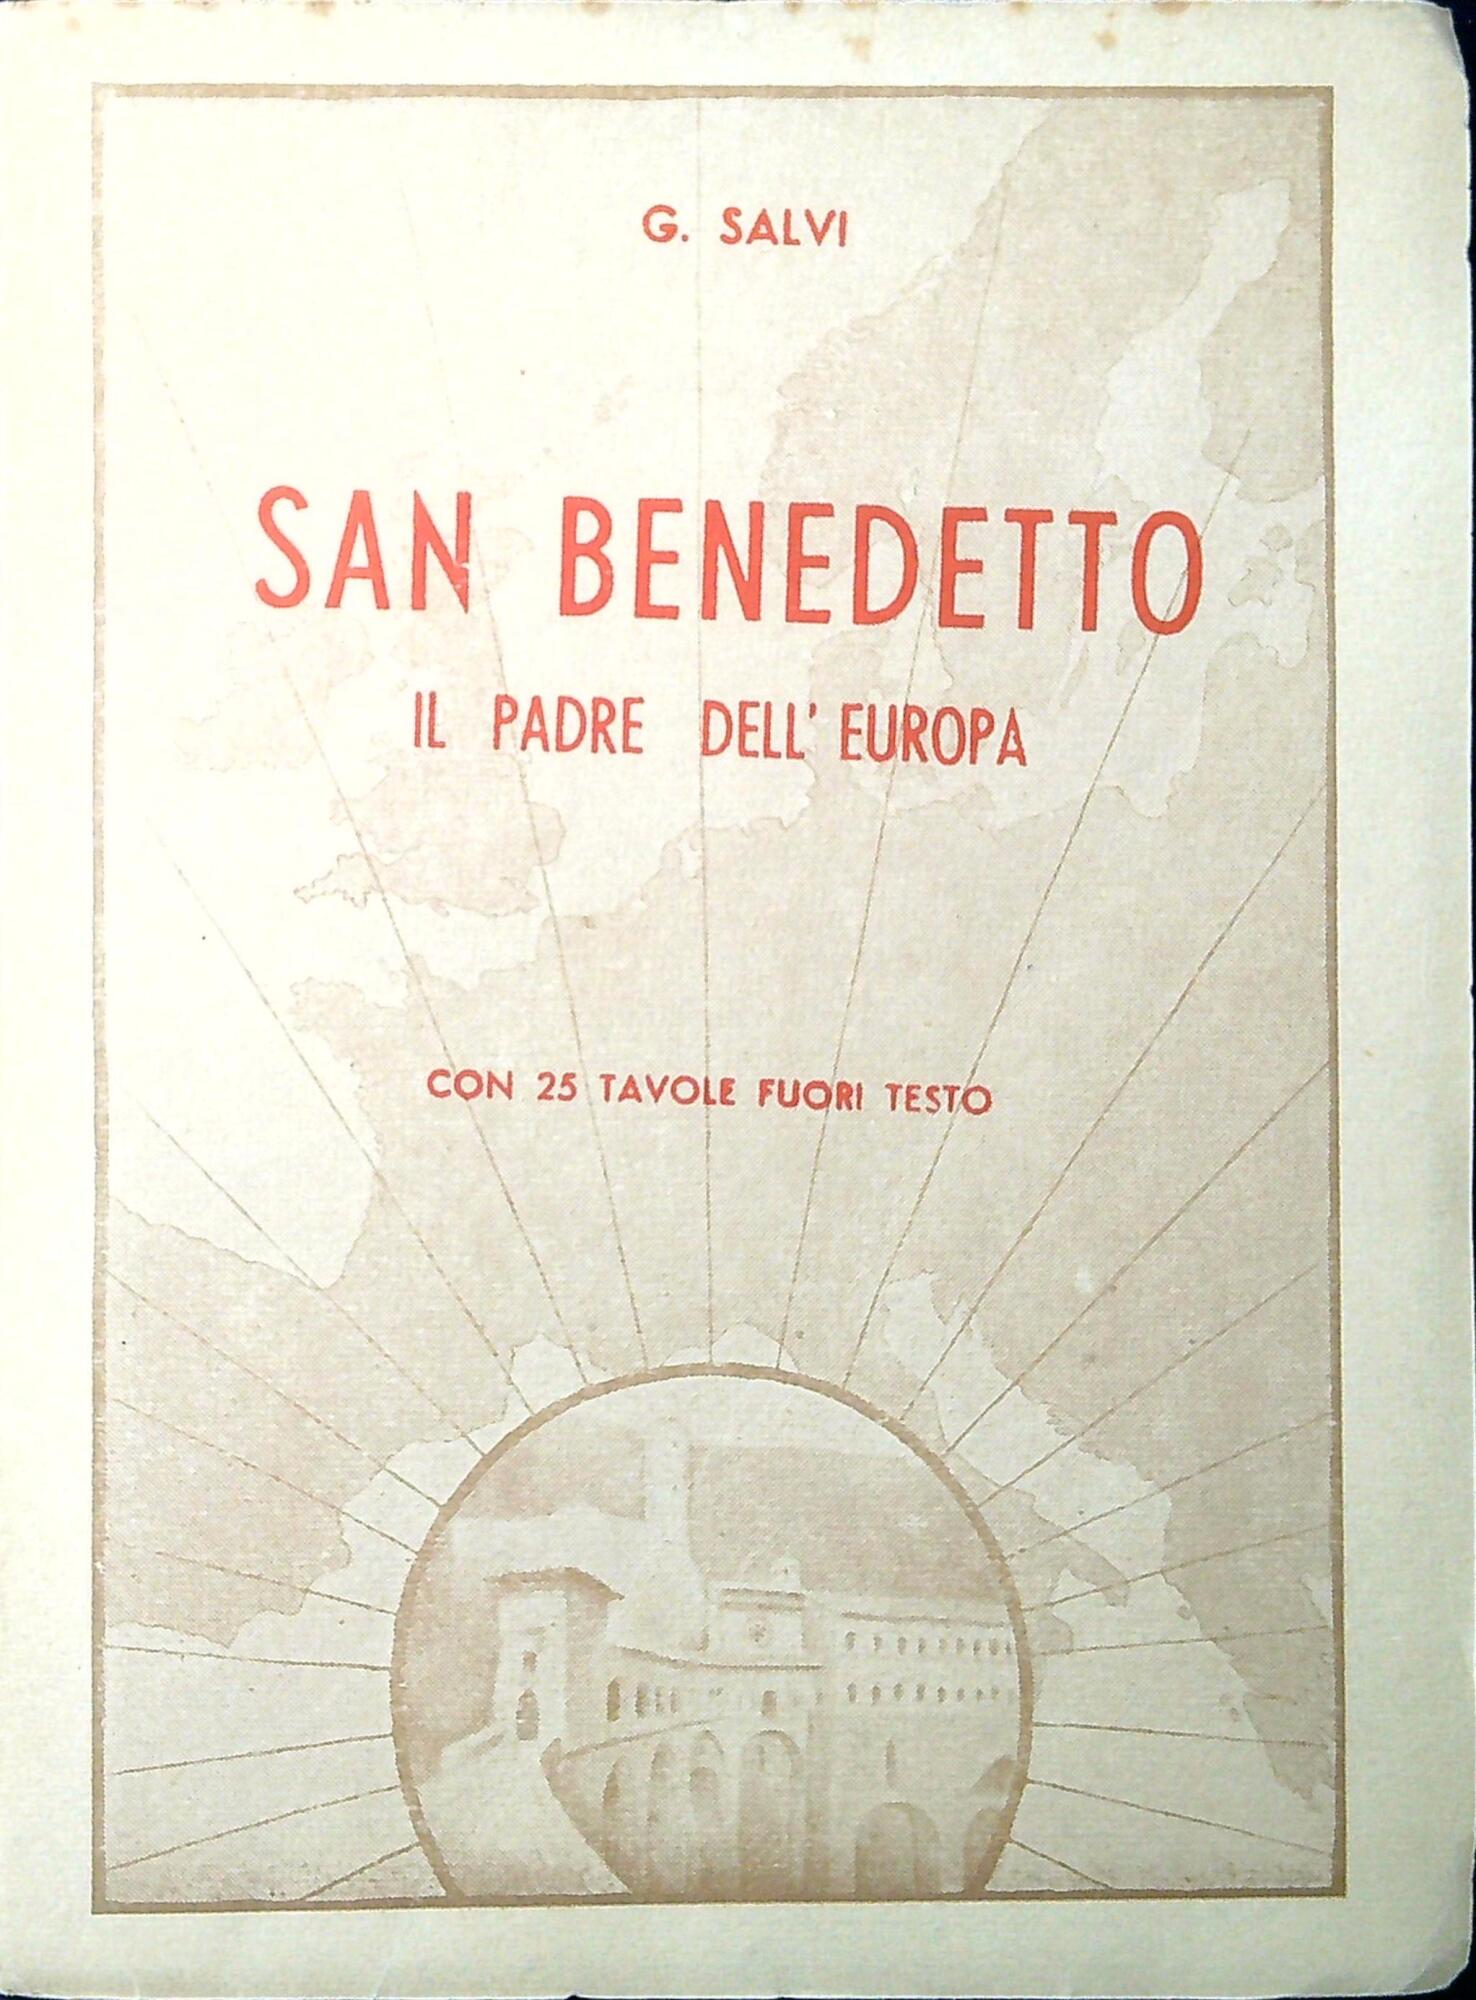 G. SALVI
SAN BENEDETTO
IL PADRE DELL'EUROPA
CON 25 TAVOLE FUORI TESTO